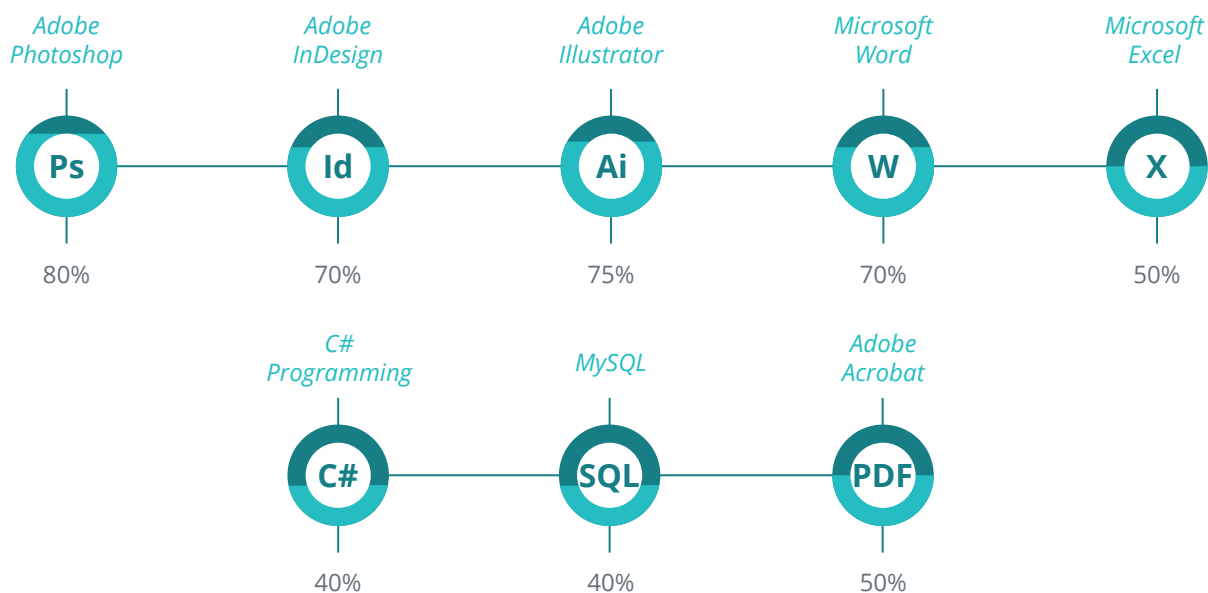 Adobe
Photoshop
Adobe
InDesign
Adobe
Illustrator
Microsoft
Word
Microsoft
Excel
Ps
Id
Ai
W
X
80%
70%
75%
70%
50%
C#
Programming
MySQL
Adobe
Acrobat
C#
SQL
PDF
40%
40%
50%